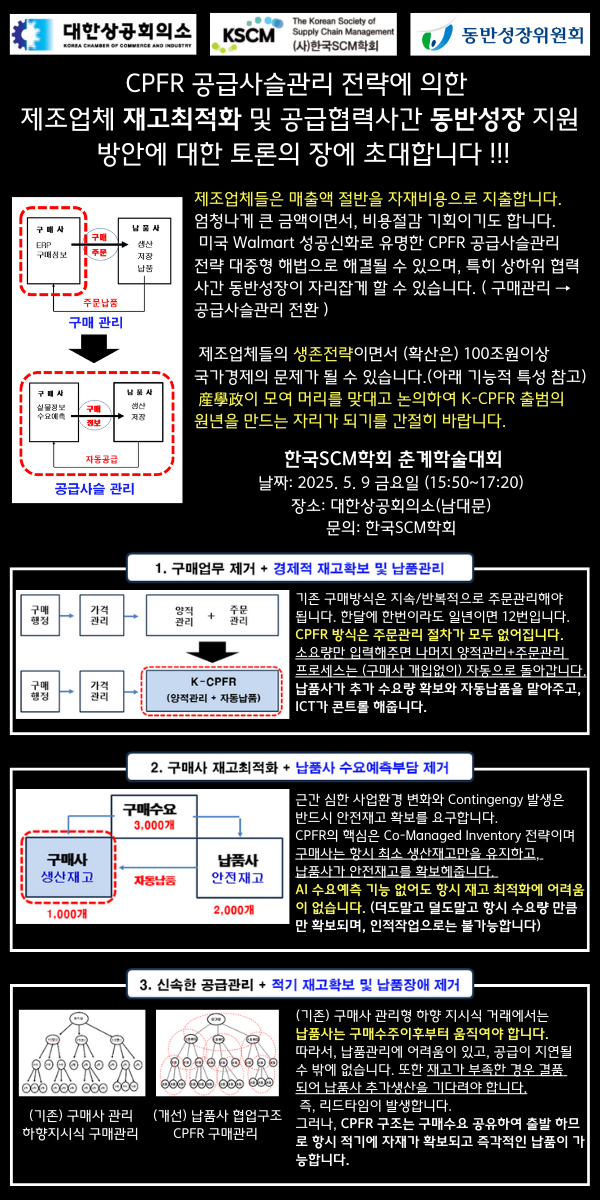 대한상공회의소
KOREA CHAMBER OF COMMERCE AND INDUSTRY
KSCM
The Korean Society of
Supply Chain Management
(사)한국SCM학회
동반성장위원회
CPFR 공급사슬관리 전략에 의한
제조업체 재고최적화 및 공급협력사간 동반성장 지원
방안에 대한 토론의 장에 초대합니다 !!!
구 매 사
ERP
구매정보
구매
주문
납 품 사
생산
저장
납품
주문납품
구매 관리
구 매 사
실물정보
수요예측
구매
정보
납 품 사
생산
저장
자동공급
공급사슬 관리
제조업체들은 매출액 절반을 자재비용으로 지출합니다.
엄청나게 큰 금액이면서, 비용절감 기회이기도 합니다.
미국 Walmart 성공신화로 유명한 CPFR 공급사슬관리
전략 대중형 해법으로 해결될 수 있으며, 특히 상하위 협력
사간 동반성장이 자리잡게 할 수 있습니다. ( 구매관리 →
공급사슬관리 전환 )
제조업체들의 생존전략이면서 (확산은) 100조원이상
국가경제의 문제가 될 수 있습니다.(아래 기능적 특성 참고)
産學政이 모여 머리를 맞대고 논의하여 K-CPFR 출범의
원년을 만드는 자리가 되기를 간절히 바랍니다.
한국SCM학회 춘계학술대회
날짜: 2025. 5. 9 금요일 (15:50~17:20)
장소: 대한상공회의소(남대문)
문의: 한국SCM학회
1. 구매업무 제거 + 경제적 재고확보 및 납품관리
구매
행정
가격
관리
양적
관리
+
주문
관리
구매
행정
가격
관리
K-CPFR
(양적관리 + 자동납품)
기존 구매방식은 지속/반복적으로 주문관리해야
됩니다. 한달에 한번이라도 일년이면 12번입니다.
CPFR 방식은 주문관리 절차가 모두 없어집니다.
소요량만 입력해주면 나머지 양적관리+주문관리
프로세스는 (구매사 개입없이) 자동으로 돌아갑니다.
납품사가 추가 수요량 확보와 자동납품을 맡아주고,
ICT가 콘트롤 해줍니다.
2. 구매사 재고최적화 + 납품사 수요예측부담 제거
구매수요
3,000개
구매사
생산재고
자동납품
납품사
안전재고
1,000개
2,000개
근간 심한 사업환경 변화와 Contingengy 발생은
반드시 안전재고 확보를 요구합니다.
CPFR의 핵심은 Co-Managed Inventory 전략이며
구매사는 항시 최소 생산재고만을 유지하고,
납품사가 안전재고를 확보해줍니다.
AI 수요예측 기능 없어도 항시 재고 최적화에 어려움
이 없습니다. (더도말고 덜도말고 항시 수요량 만큼
만 확보되며, 인적작업으로는 불가능합니다)
3. 신속한 공급관리 + 적기 재고확보 및 납품장애 제거
(기존) 구매사 관리
하향지시식 구매관리
(개선) 납품사 협업구조
CPFR 구매관리
(기존) 구매사 관리형 하향 지시식 거래에서는
납품사는 구매수주이후부터 움직여야 합니다.
따라서, 납품관리에 어려움이 있고, 공급이 지연될
수 밖에 없습니다. 또한 재고가 부족한 경우 결품
되어 납품사 추가생산을 기다려야 합니다.
즉, 리드타임이 발생합니다.
그러나, CPFR 구조는 구매수요 공유하여 출발 하므
로 항시 적기에 자재가 확보되고 즉각적인 납품이 가
능합니다.